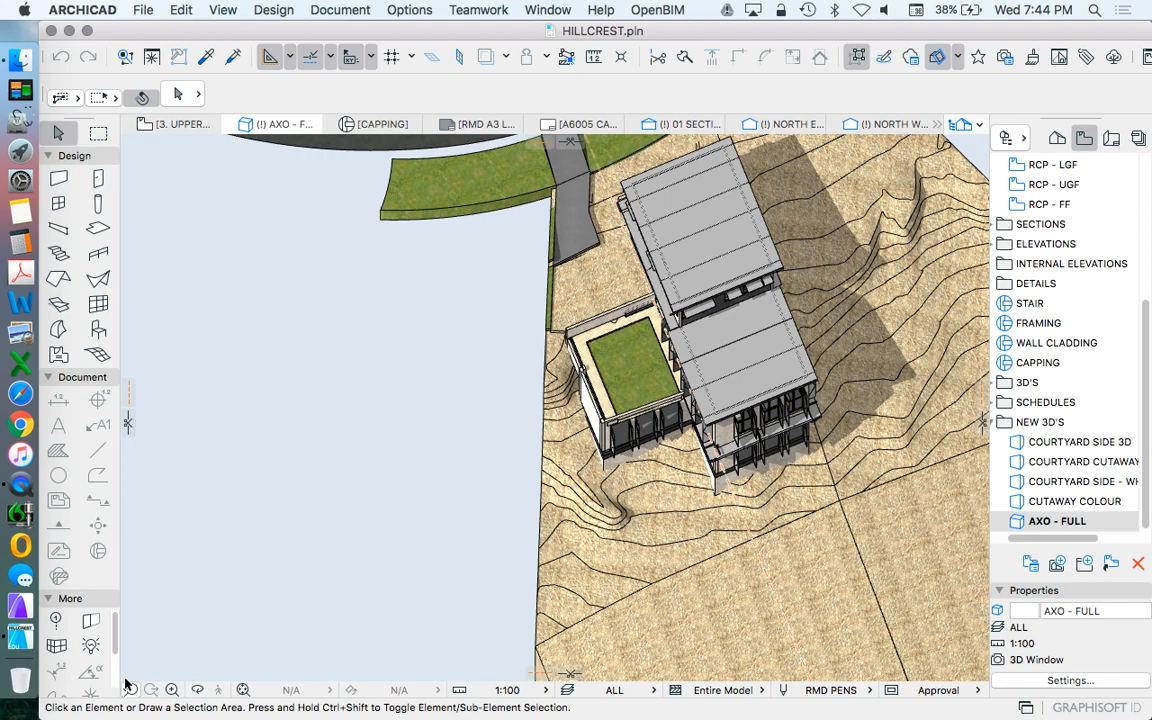 ARCHICAD File Edit View Design Document Options Teamwork Window Help OpenBIM 38% Wed 7:44 PM
HILLCREST.pln
[3. UPPER... (!) AXO - F... [CAPPING] [RMD A3 L... [A6005 CA... (!) 01 SECTI... (!) NORTH E... (!) NORTH W...
Design
Document
More
RCP - LGF
RCP - UGF
RCP - FF
SECTIONS
ELEVATIONS
INTERNAL ELEVATIONS
DETAILS
STAIR
FRAMING
WALL CLADDING
CAPPING
3D'S
SCHEDULES
NEW 3D'S
COURTYARD SIDE 3D
COURTYARD CUTAWAY
COURTYARD SIDE - WH
CUTAWAY COLOUR
AXO - FULL
Properties
AXO - FULL
ALL
1:100
3D Window
Settings...
N/A N/A 1:100 ALL Entire Model RMD PENS Approval
Click an Element or Draw a Selection Area. Press and Hold Ctrl+Shift to Toggle Element/Sub-Element Selection.
GRAPHISOFT ID